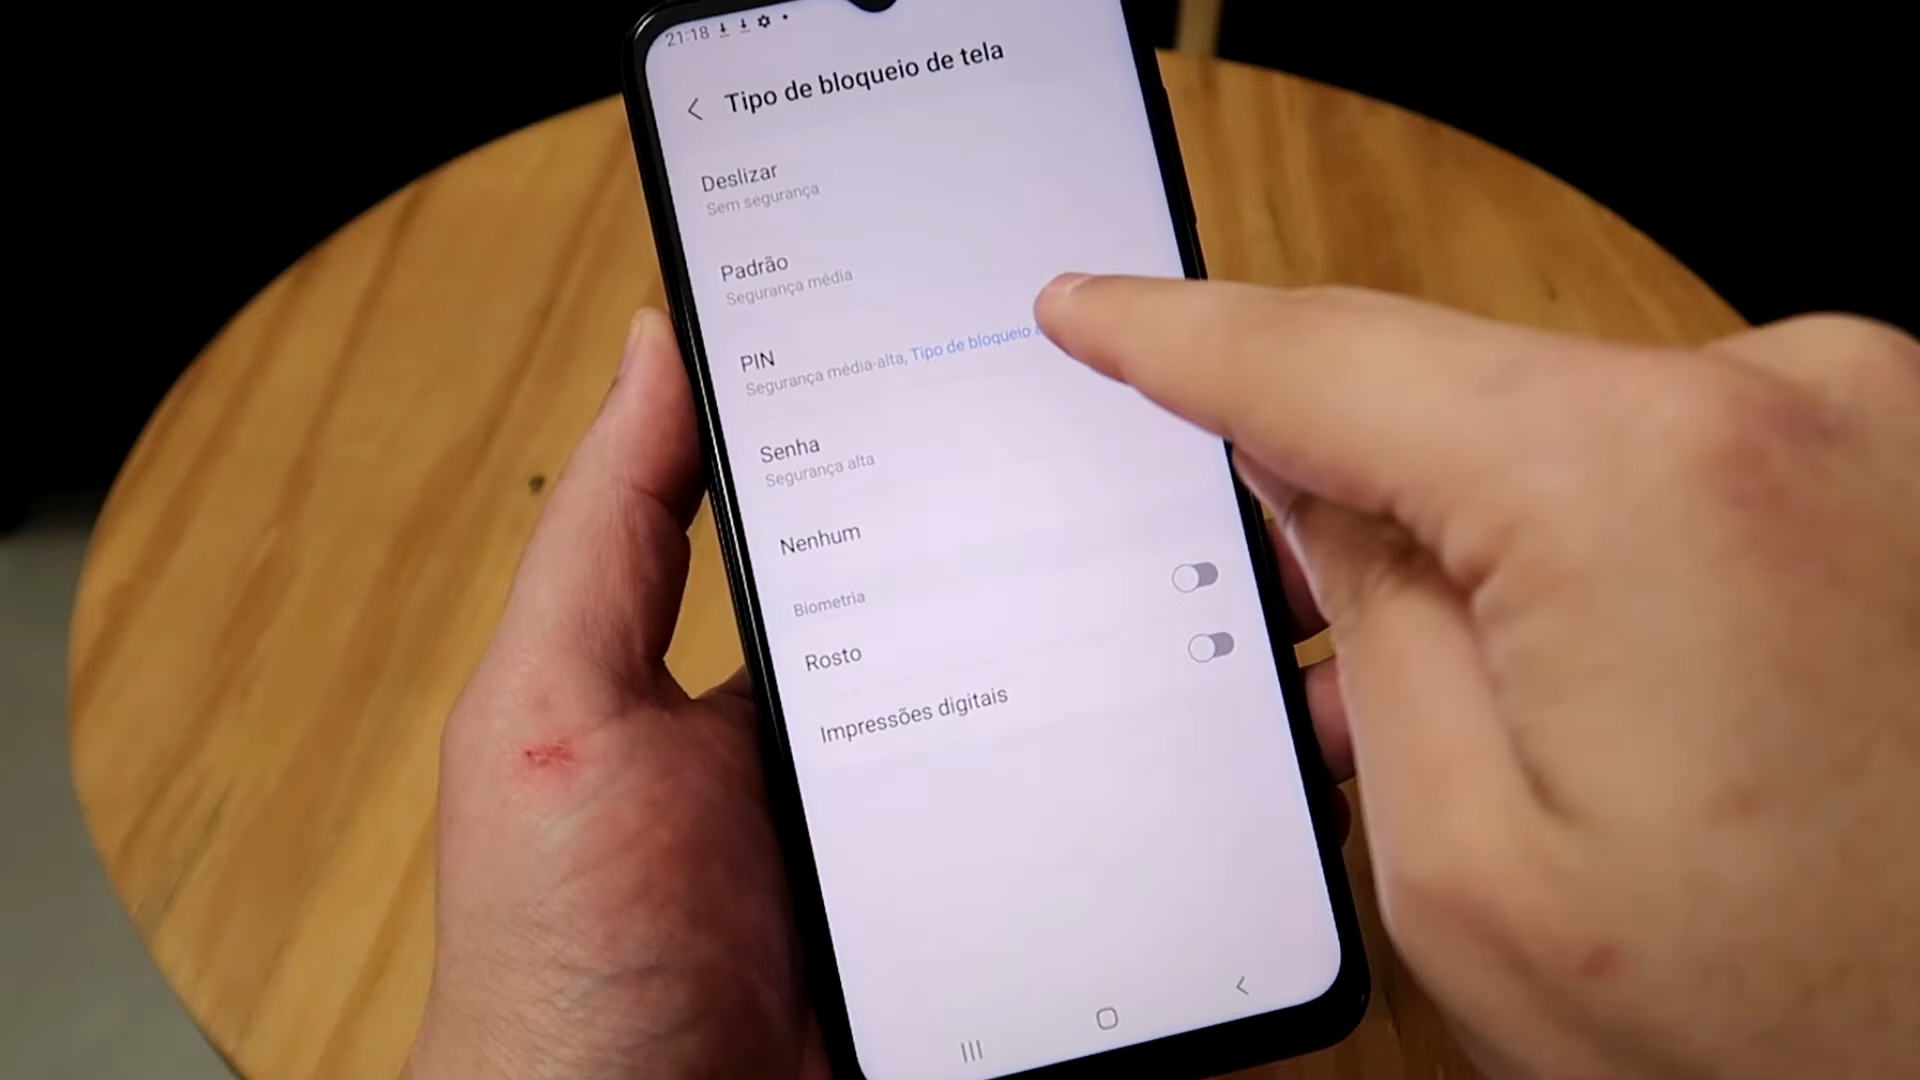 21:18
Tipo de bloqueio de tela
Deslizar
Sem segurança
Padrão
Segurança média
PIN
Segurança média-alta, Tipo de bloqueio
Senha
Segurança alta
Nenhum
Biometria
Rosto
Impressões digitais